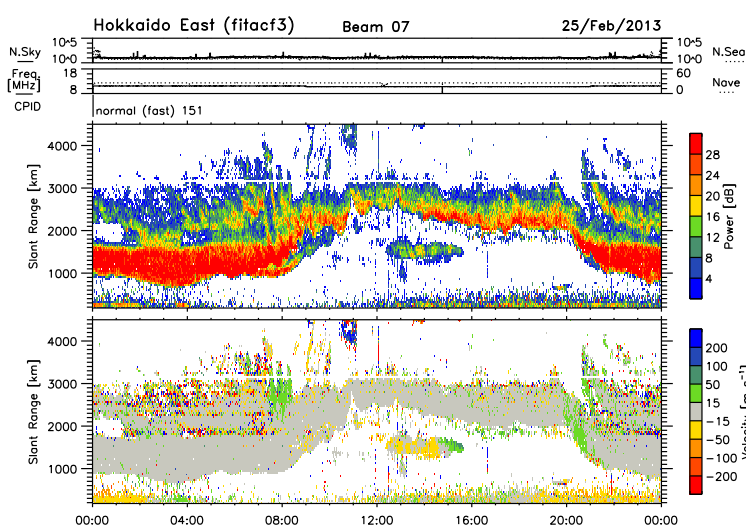 Hokkaido East (fitacf3) Beam 07 25/Feb/2013
N.Sky 10^5 10^0 10^5 10^0 N.Sea
Freq. [MHz] 18 8 60 0 Nave
CPID normal (fast) 151
Slant Range [km] 4000 3000 2000 1000
28 24 20 16 12 8 4 Power [dB]
Slant Range [km] 4000 3000 2000 1000
200 100 50 15 -15 -50 -100 -200 Velocity [m s^-1]
00:00 04:00 08:00 12:00 16:00 20:00 00:00